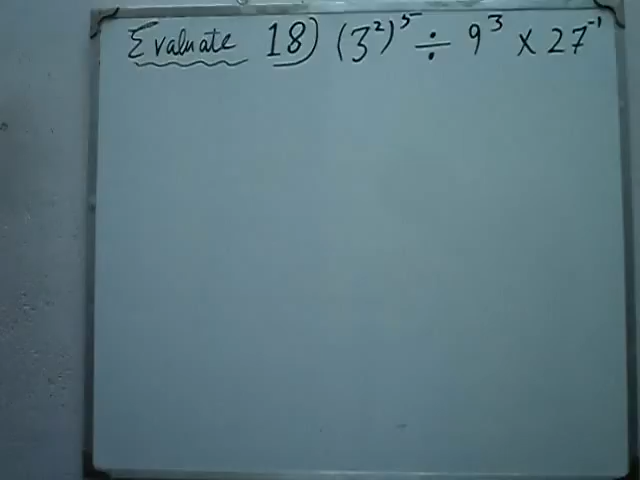 Evaluate 18) (3²)⁵ ÷ 9³ × 27⁻¹